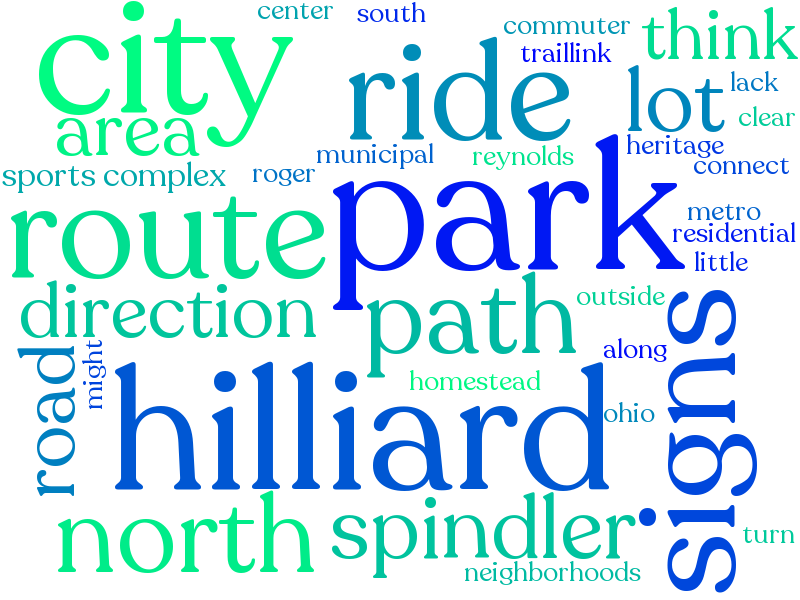 center
south
city
commuter
think
ride
traillink
lot
lack
area
clear
municipal
reynolds
heritage
sports complex
roger
park
connect
route
metro
residential
little
direction
path
outside
signs
road
might
along
hilliard
homestead
ohio
north
spindler
turn
neighborhoods